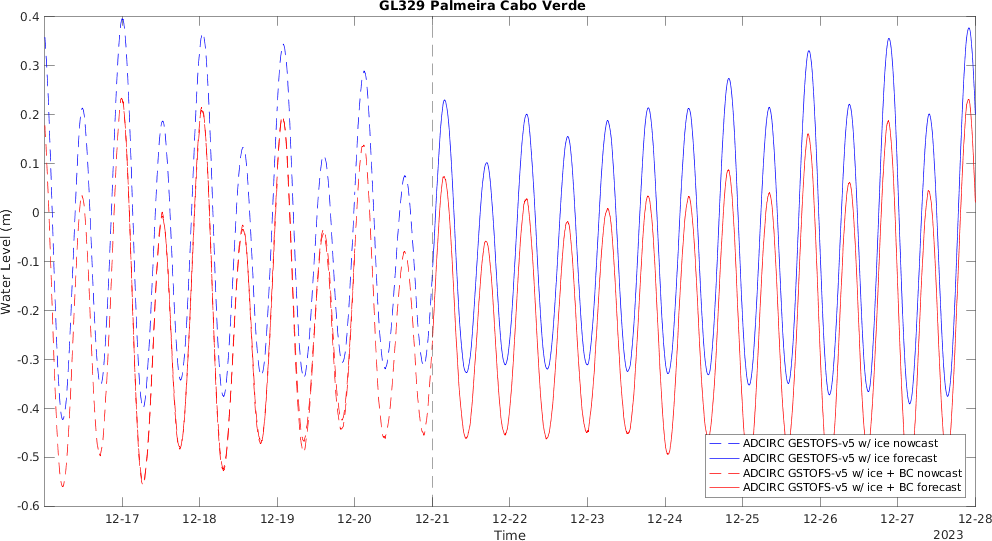 GL329 Palmeira Cabo Verde
0.4
0.3
0.2
0.1
0
-0.1
-0.2
-0.3
-0.4
-0.5
-0.6
Water Level (m)
ADCIRC GESTOFS-v5 w/ ice nowcast
ADCIRC GESTOFS-v5 w/ ice forecast
ADCIRC GSTOFS-v5 w/ ice + BC nowcast
ADCIRC GSTOFS-v5 w/ ice + BC forecast
12-17 12-18 12-19 12-20 12-21 12-22 12-23 12-24 12-25 12-26 12-27 12-28
Time
2023